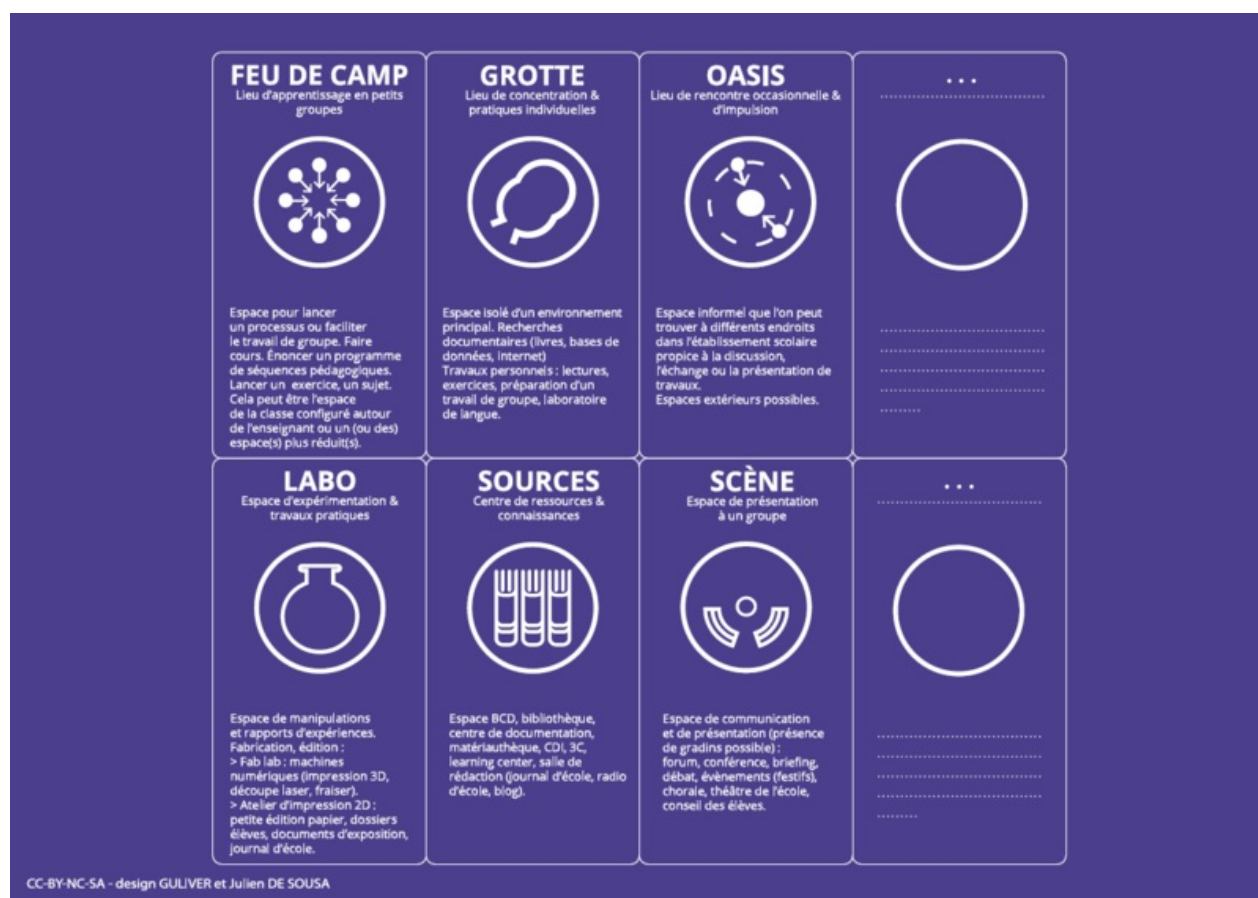 FEU DE CAMP
Lieu d'apprentissage en petits
groupes
Espace pour lancer
un processus ou faciliter
le travail de groupe. Faire
cours. Énoncer un programme
de séquences pédagogiques.
Lancer un exercice, un sujet.
Cela peut être l'espace
de la classe configuré autour
de l'enseignant ou un (ou des)
espace(s) plus réduit(s).
GROTTE
Lieu de concentration &
pratiques individuelles
Espace isolé d'un environnement
principal. Recherches
documentaires (livres, bases de
données, internet)
Travaux personnels : lectures,
exercices, préparation d'un
travail de groupe, laboratoire
de langue.
OASIS
Lieu de rencontre occasionnelle &
d'impulsion
Espace informel que l'on peut
trouver à différents endroits
dans l'établissement scolaire
propice à la discussion,
l'échange ou la présentation de
travaux.
Espaces extérieurs possibles.
...
LABO
Espace d'expérimentation &
travaux pratiques
Espace de manipulations
et rapports d'expériences.
Fabrication, édition :
> Fab lab : machines
numériques (impression 3D,
découpe laser, fraiser).
> Atelier d'impression 2D :
petite édition papier, dossiers
élèves, documents d'exposition,
journal d'école.
SOURCES
Centre de ressources &
connaissances
Espace BCD, bibliothèque,
centre de documentation,
matériauthèque, CDI, 3C,
learning center, salle de
rédaction (journal d'école, radio
d'école, blog).
SCÈNE
Espace de présentation
à un groupe
Espace de communication
et de présentation (présence
de gradins possible) :
forum, conférence, briefing,
débat, évènements (festifs),
chorale, théâtre de l'école,
conseil des élèves.
...
CC-BY-NC-SA - design GULIVER et Julien DE SOUSA